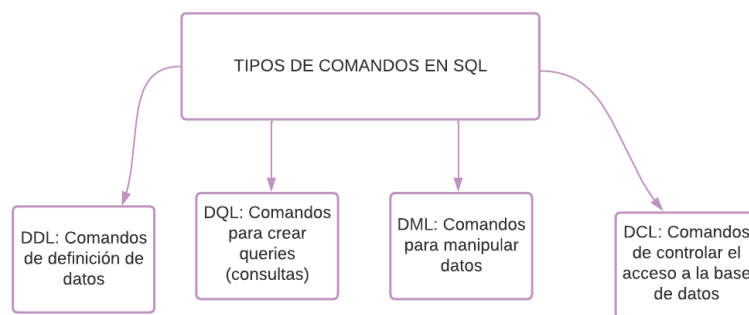 TIPOS DE COMANDOS EN SQL
DDL: Comandos
de definición de
datos
DQL: Comandos
para crear
queries
(consultas)
DML: Comandos
para manipular
datos
DCL: Comandos
de controlar el
acceso a la base
de datos